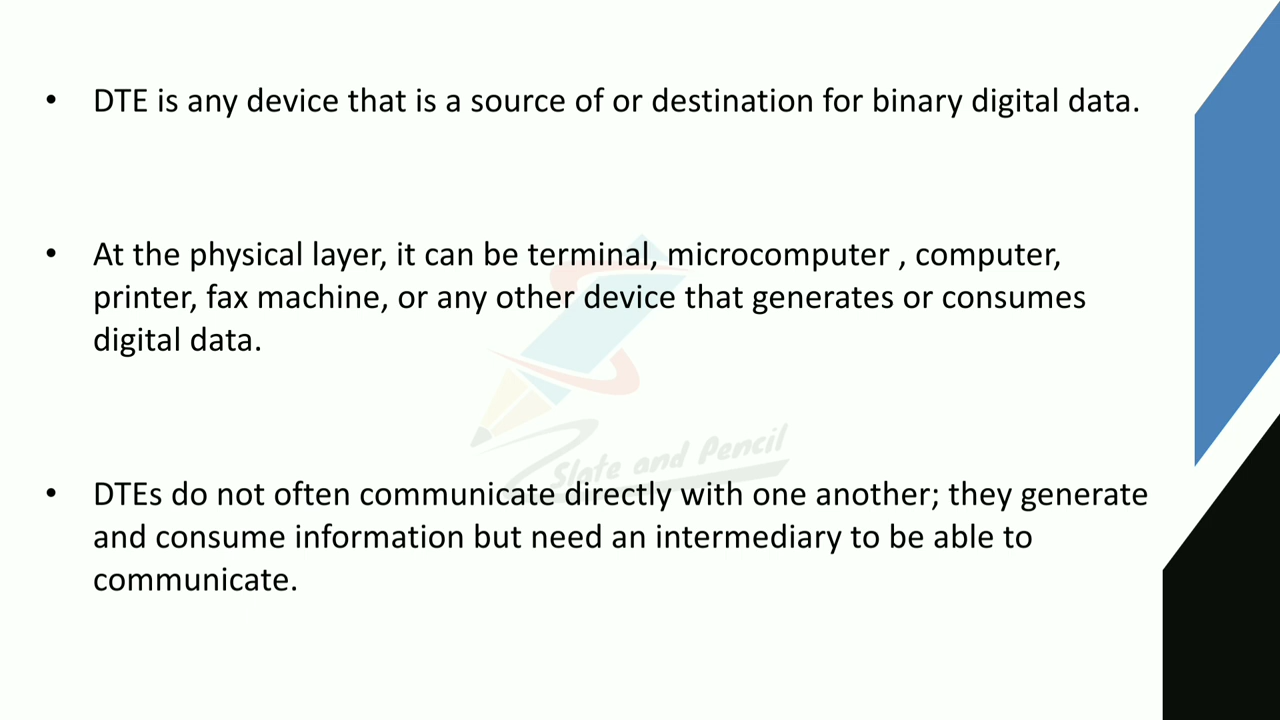 • DTE is any device that is a source of or destination for binary digital data.
• At the physical layer, it can be terminal, microcomputer , computer,
printer, fax machine, or any other device that generates or consumes
digital data.
Slate and Pencil
• DTEs do not often communicate directly with one another; they generate
and consume information but need an intermediary to be able to
communicate.